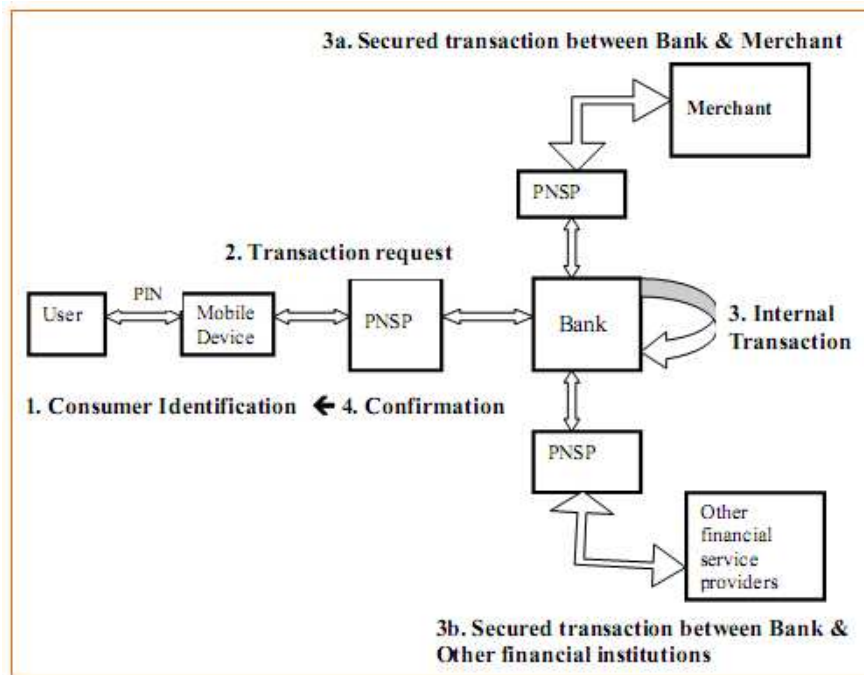 3a. Secured transaction between Bank & Merchant
Merchant
PNSP
2. Transaction request
User
PIN
Mobile
Device
PNSP
Bank
3. Internal
Transaction
1. Consumer Identification ← 4. Confirmation
PNSP
Other
financial
service
providers
3b. Secured transaction between Bank &
Other financial institutions